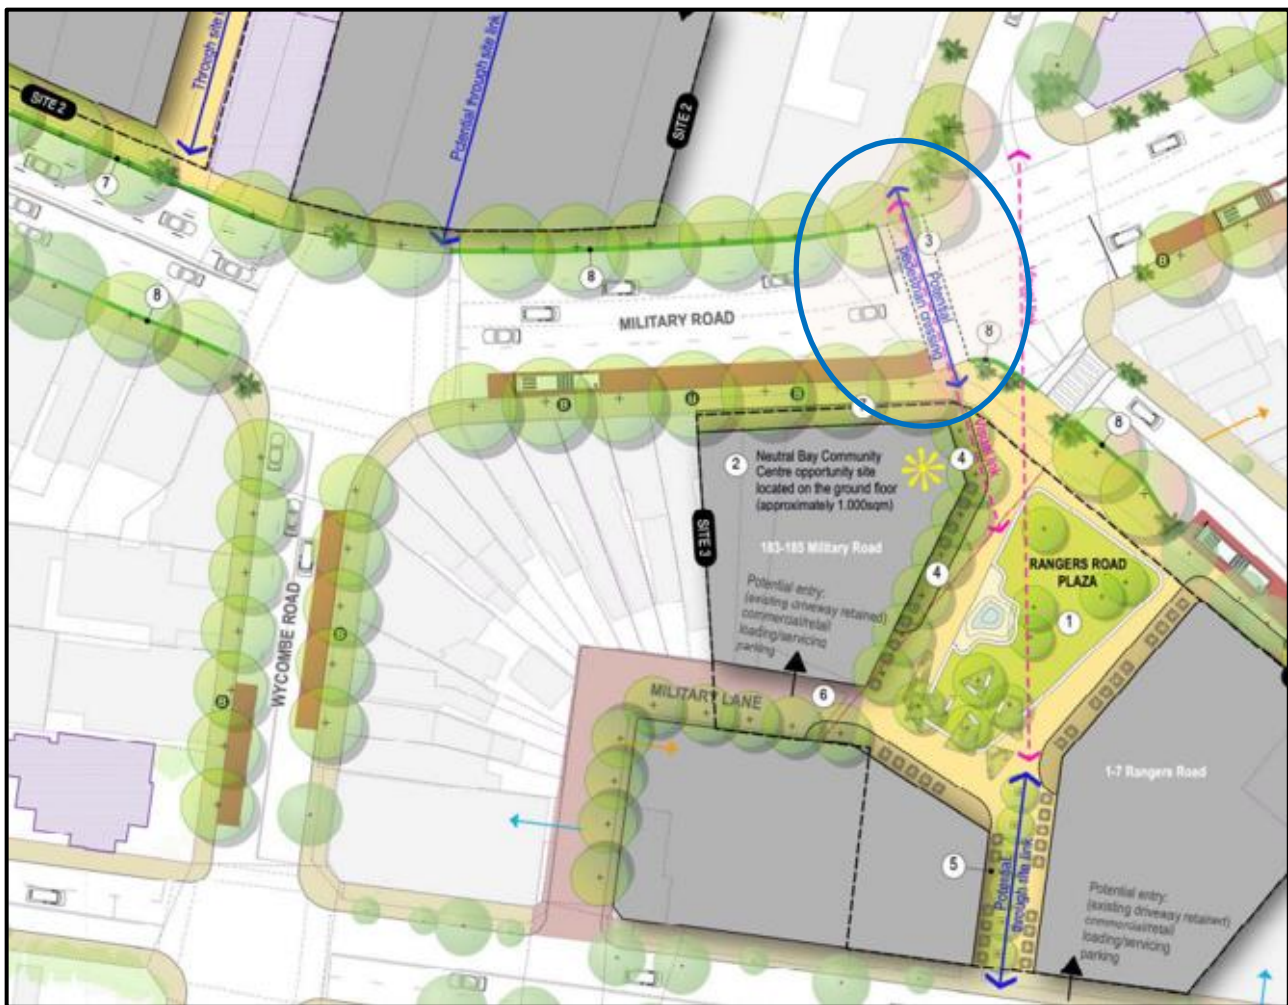 SITE 2
Through site
Potential through site link
SITE 2
7
8
8
3
Potential
pedestrian crossing
8
B
MILITARY ROAD
8
B
B
B
7
Visual link
2
Neutral Bay Community
Centre opportunity site
located on the ground floor
(approximately 1.000sqm)
4
SITE 3
183-185 Military Road
4
RANGERS ROAD
PLAZA
1
Potential entry:
(existing driveway retained)
commercial/retail
loading/servicing
parking
WYCOMBE ROAD
B
B
MILITARY LANE
6
1-7 Rangers Road
5
Potential
through site link
Potential entry:
(existing driveway retained)
commercial/retail
loading/servicing
parking